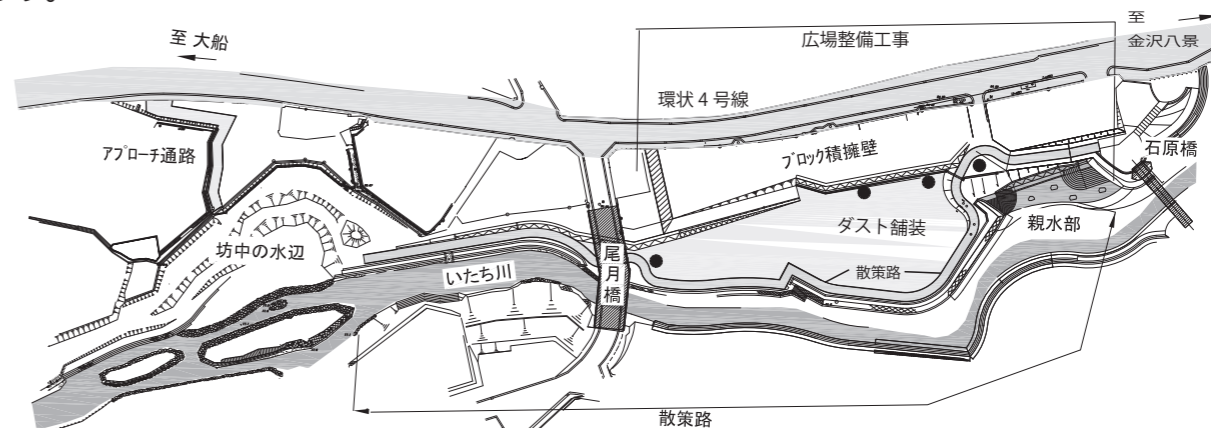 至 大船
広場整備工事
至
金沢八景
環状4号線
アプローチ通路
ブロック積擁壁
石原橋
坊中の水辺
いたち川
尾月橋
ダスト舗装
親水部
散策路
散策路